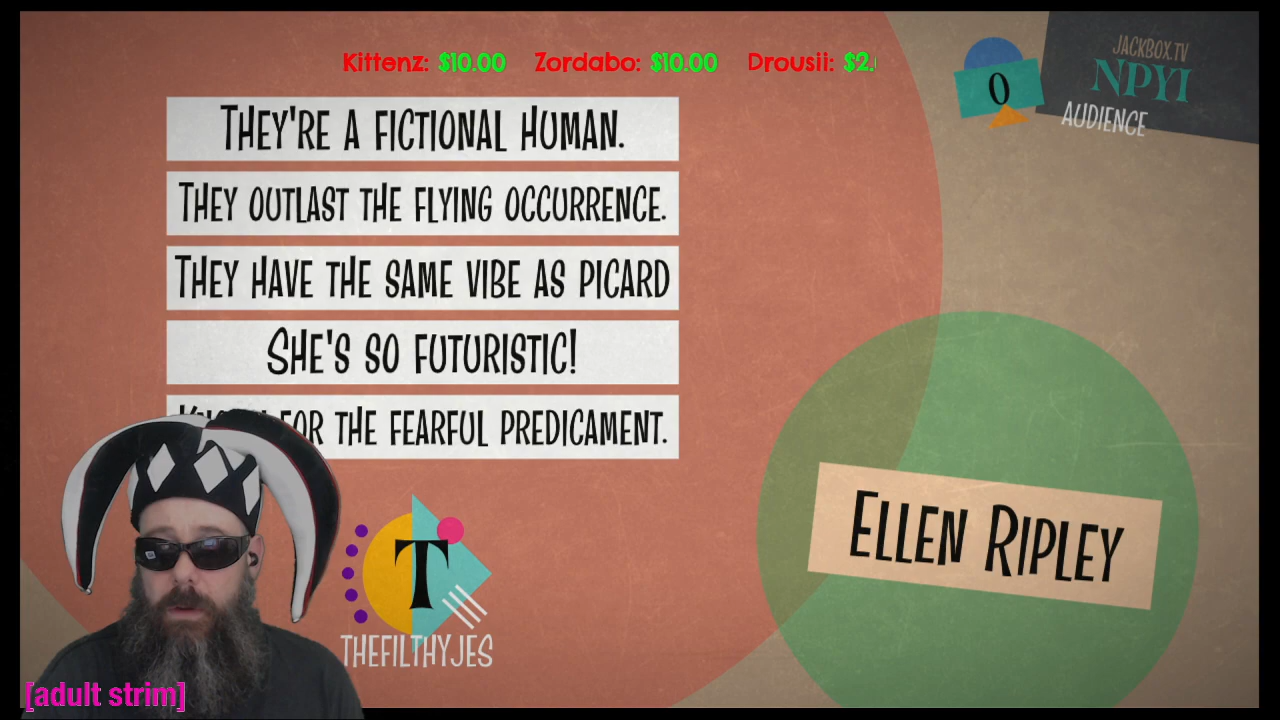 Kittenz: $10.00 Zordabo: $10.00 Drousii: $2.
JACKBOX.TV
NPYI
0
AUDIENCE
THEY'RE A FICTIONAL HUMAN.
THEY OUTLAST THE FLYING OCCURRENCE.
THEY HAVE THE SAME VIBE AS PICARD
SHE'S SO FUTURISTIC!
FOR THE FEARFUL PREDICAMENT.
ELLEN RIPLEY
T
THEFILTHYJES
[adult strim]